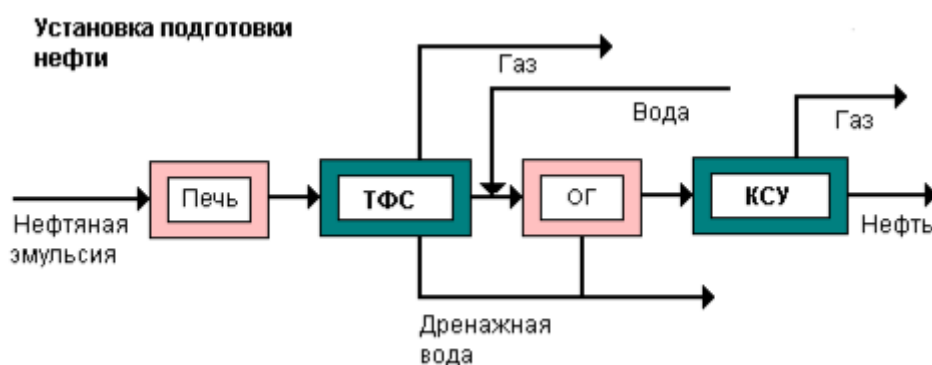 Установка подготовки
нефти
Газ
Вода
Газ
Печь
ТФС
ОГ
КСУ
Нефтяная
эмульсия
Нефть
Дренажная
вода